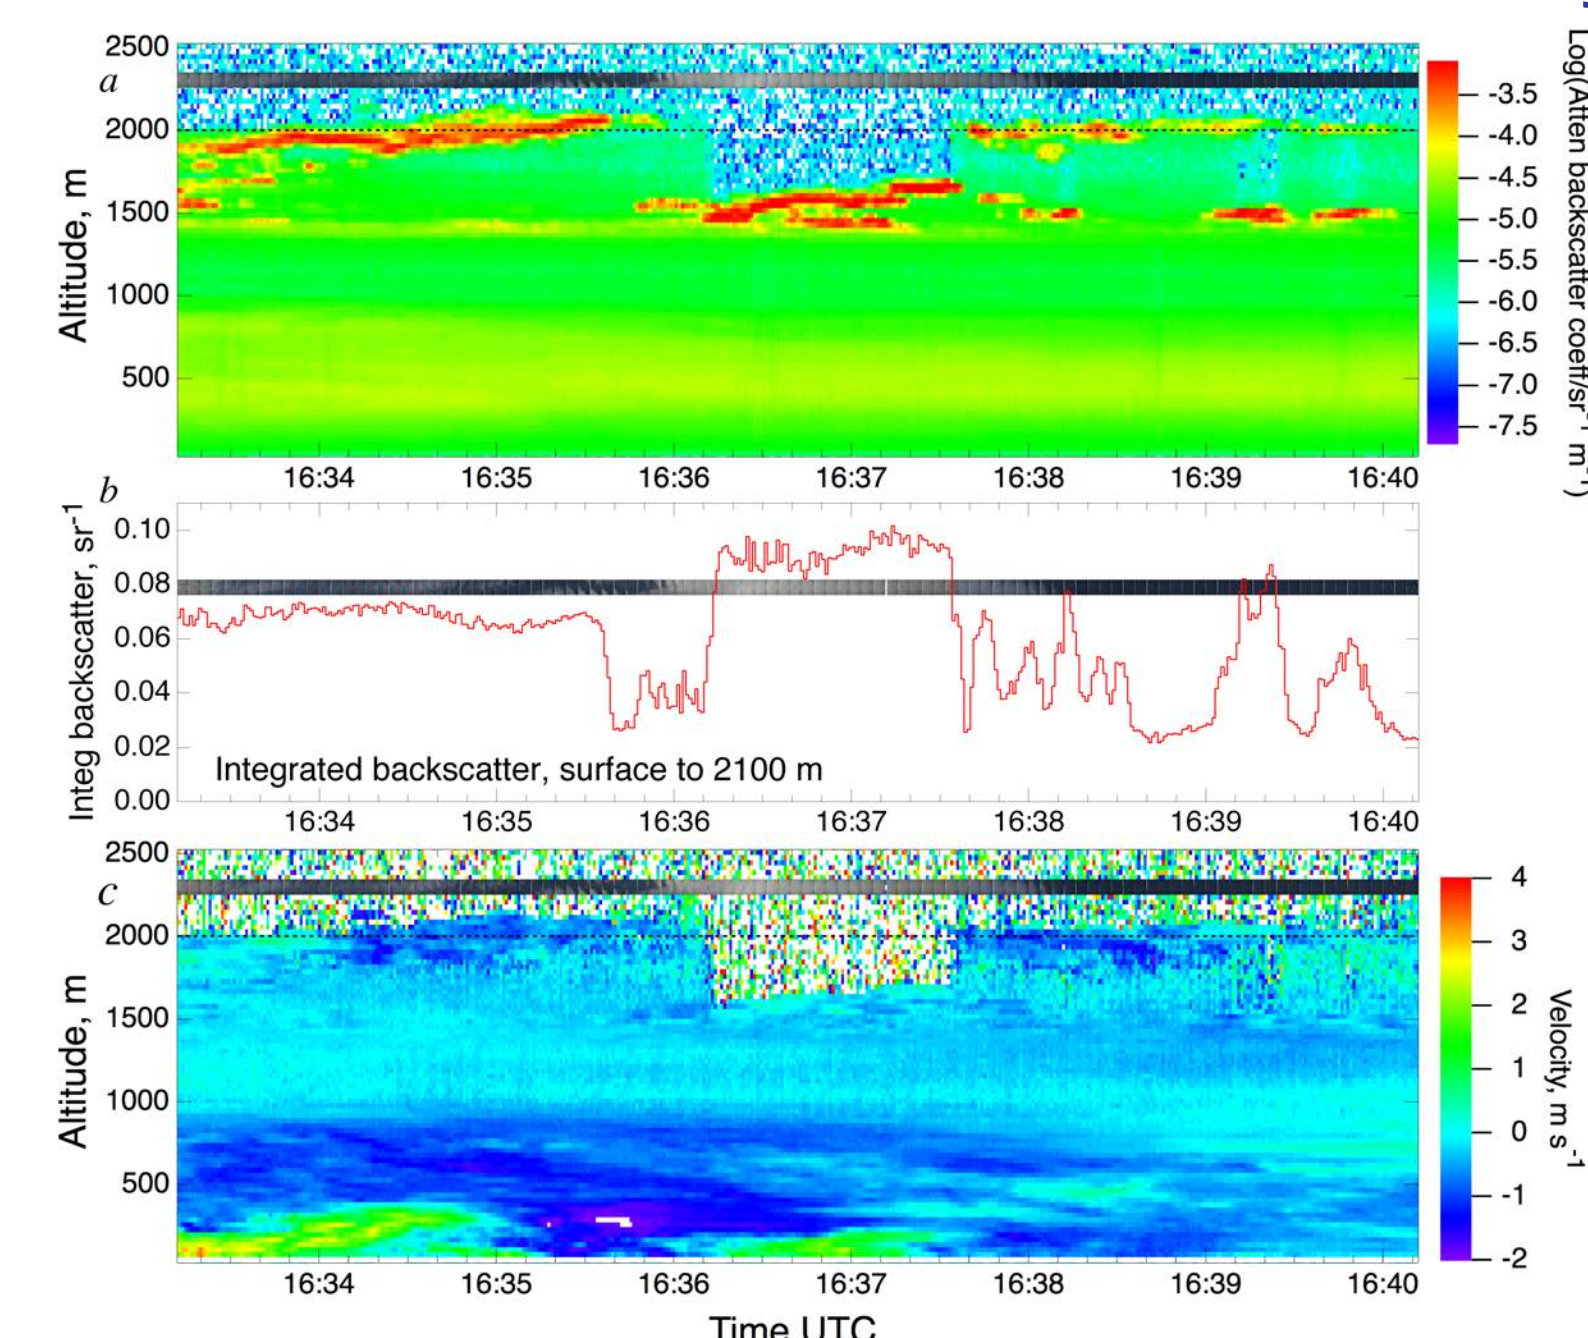 2500
a
2000
Altitude, m
1500
1000
500
16:34 16:35 16:36 16:37 16:38 16:39 16:40
-3.5
-4.0
-4.5
-5.0
-5.5
-6.0
-6.5
-7.0
-7.5
Log(Atten backscatter coeff/sr-1 m-1)
b
0.10
0.08
0.06
0.04
0.02
0.00
Integ backscatter, sr-1
Integrated backscatter, surface to 2100 m
16:34 16:35 16:36 16:37 16:38 16:39 16:40
2500
c
2000
Altitude, m
1500
1000
500
16:34 16:35 16:36 16:37 16:38 16:39 16:40
Time UTC
4
3
2
1
0
-1
-2
Velocity, m s-1